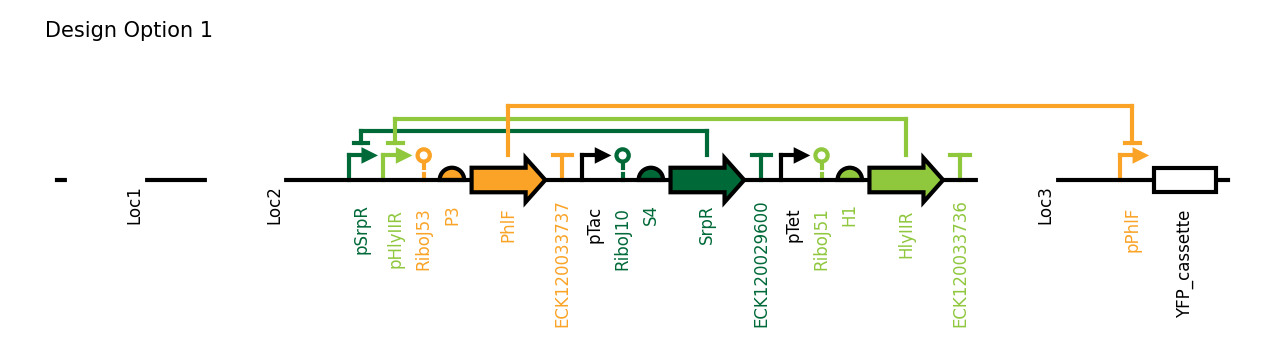 Design Option 1
Loc1
Loc2
pSrpR
pHlyIIR
RiboJ53
P3
PhlF
ECK120033737
pTac
RiboJ10
S4
SrpR
ECK120029600
pTet
RiboJ51
H1
HlyIIR
ECK120033736
Loc3
pPhlF
YFP_cassette